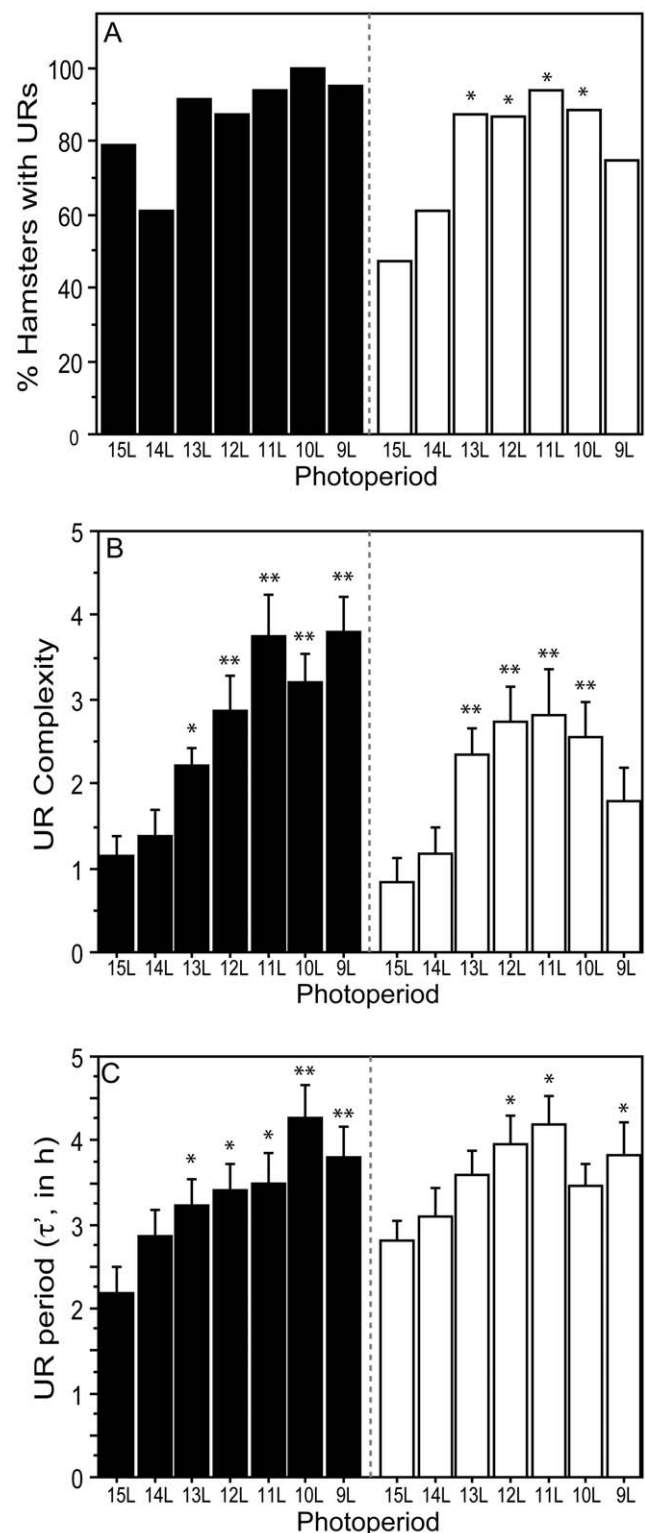 A
% Hamsters with URs
100
80
60
40
20
0
* * * *
15L 14L 13L 12L 11L 10L 9L 15L 14L 13L 12L 11L 10L 9L
Photoperiod
B
UR Complexity
5
4
3
2
1
0
* ** ** ** ** ** ** ** **
15L 14L 13L 12L 11L 10L 9L 15L 14L 13L 12L 11L 10L 9L
Photoperiod
C
UR period (τ', in h)
5
4
3
2
1
0
* * * ** ** * * *
15L 14L 13L 12L 11L 10L 9L 15L 14L 13L 12L 11L 10L 9L
Photoperiod